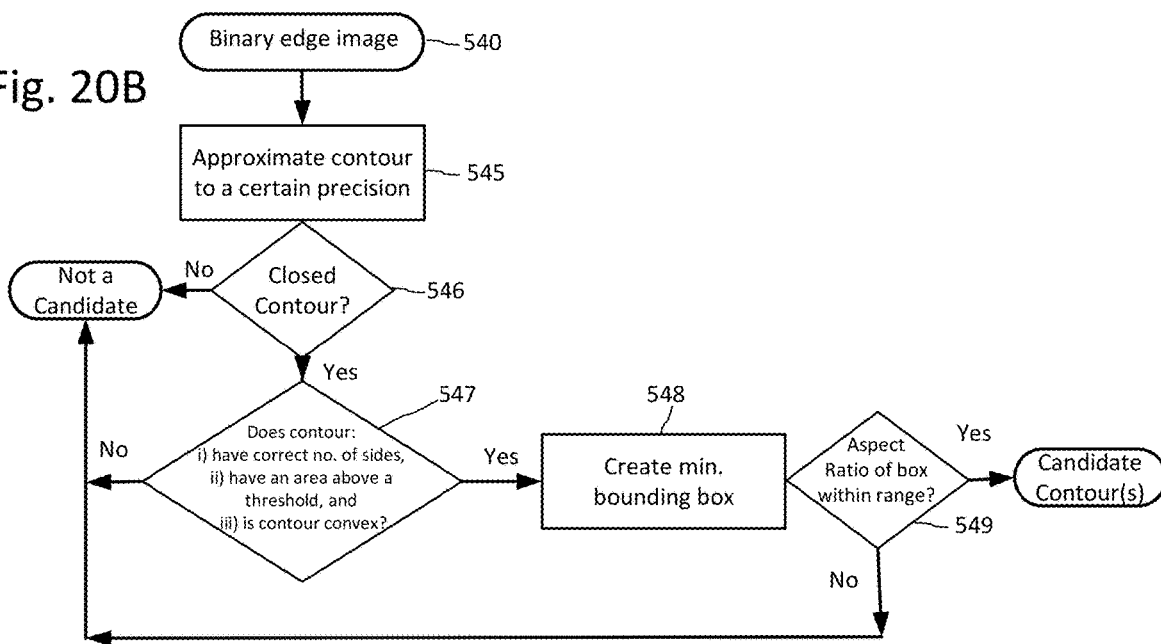 Binary edge image
540
Fig. 20B
Approximate contour
to a certain precision
545
Closed
Contour?
546
No
Not a
Candidate
Yes
547
Does contour:
i) have correct no. of sides,
ii) have an area above a
threshold, and
iii) is contour convex?
No
Yes
548
Create min.
bounding box
Aspect
Ratio of box
within range?
549
Yes
Candidate
Contour(s)
No